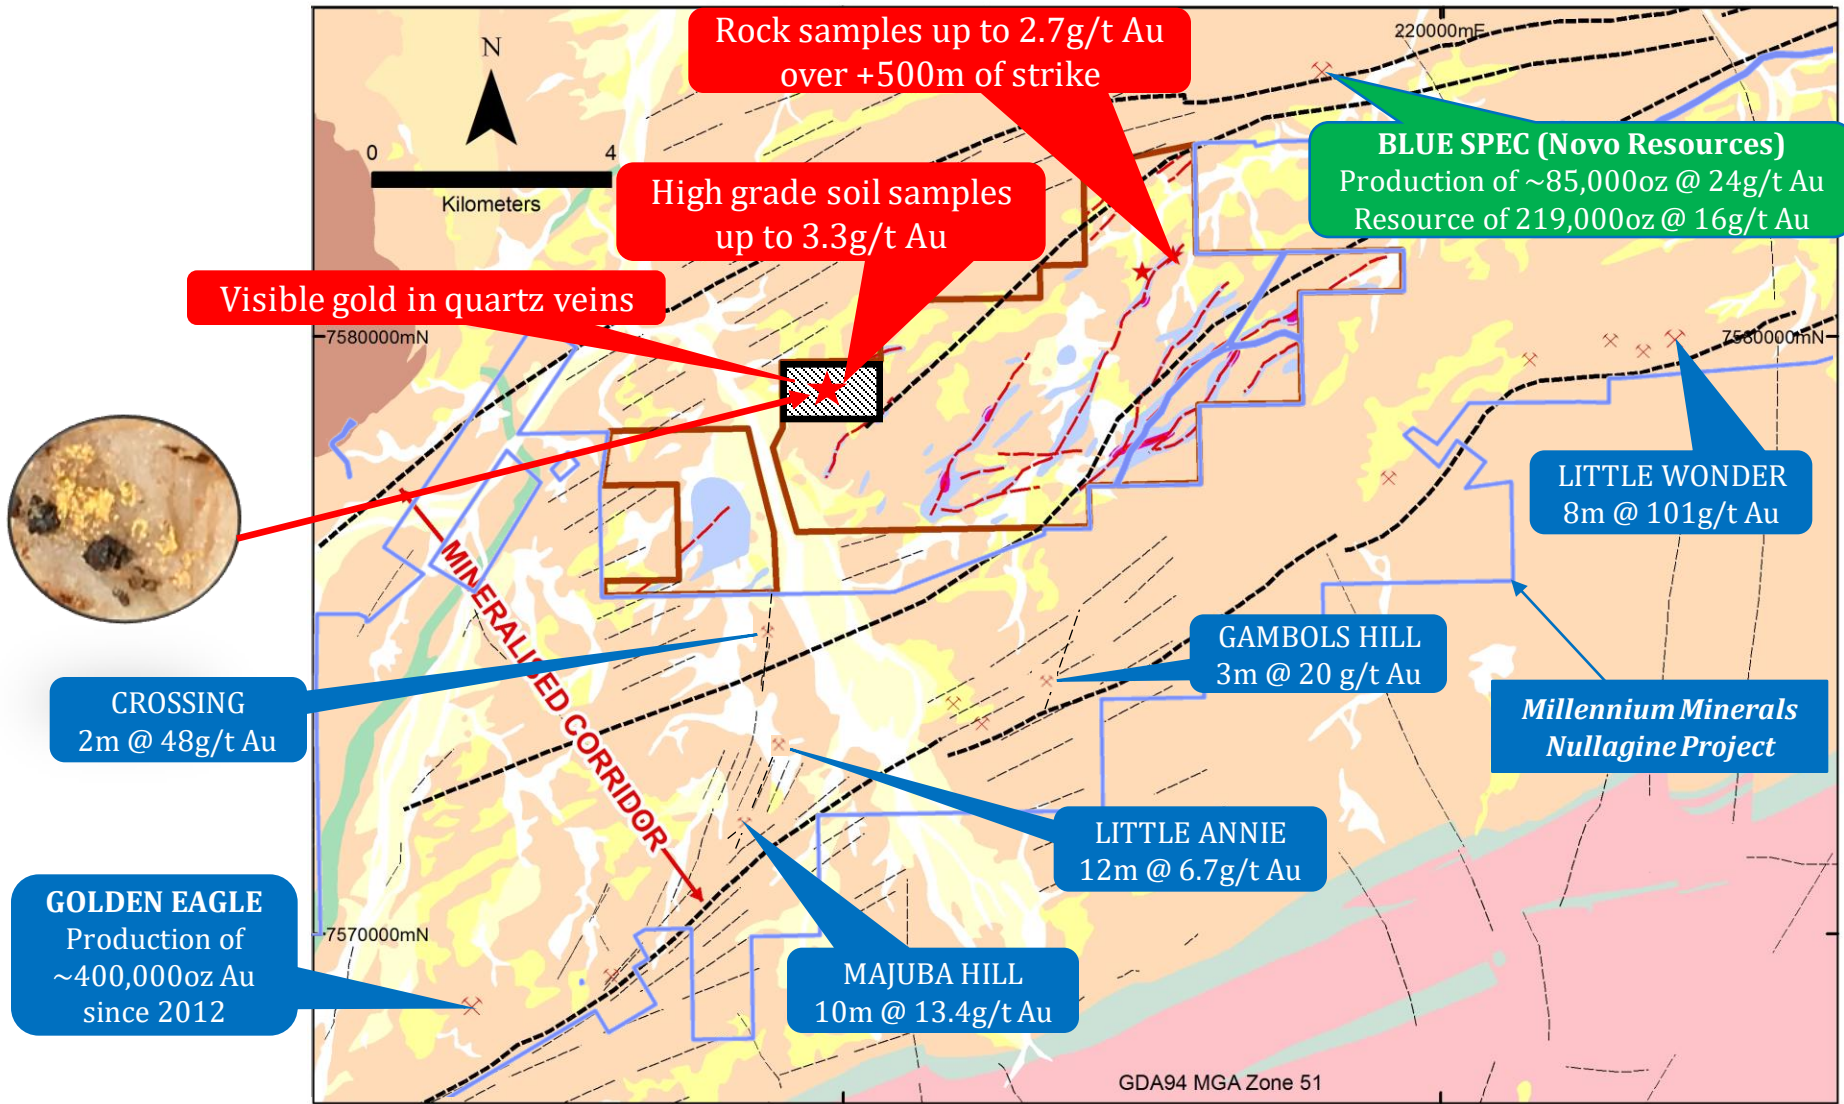 Rock samples up to 2.7g/t Au
over +500m of strike
220000mE
N
0
4
Kilometers
BLUE SPEC (Novo Resources)
Production of ~85,000oz @ 24g/t Au
Resource of 219,000oz @ 16g/t Au
High grade soil samples
up to 3.3g/t Au
Visible gold in quartz veins
7580000mN
7580000mN
LITTLE WONDER
8m @ 101g/t Au
MINERALISED CORRIDOR
GAMBOLS HILL
3m @ 20 g/t Au
CROSSING
2m @ 48g/t Au
Millennium Minerals
Nullagine Project
LITTLE ANNIE
12m @ 6.7g/t Au
GOLDEN EAGLE
Production of
~400,000oz Au
since 2012
7570000mN
MAJUBA HILL
10m @ 13.4g/t Au
GDA94 MGA Zone 51